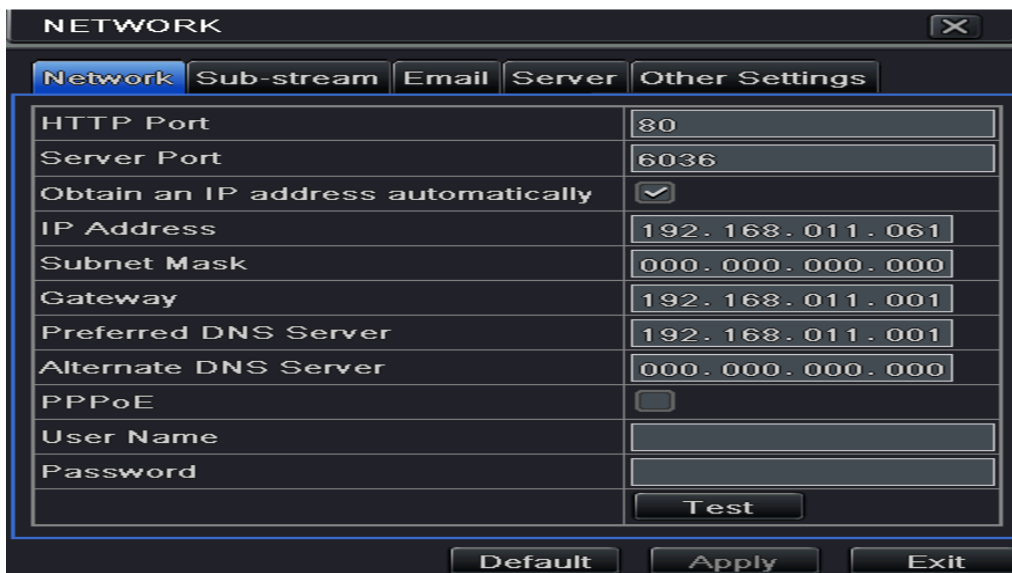 NETWORK
Network Sub-stream Email Server Other Settings
HTTP Port 80
Server Port 6036
Obtain an IP address automatically
IP Address 192.168.011.061
Subnet Mask 000.000.000.000
Gateway 192.168.011.001
Preferred DNS Server 192.168.011.001
Alternate DNS Server 000.000.000.000
PPPoE
User Name
Password
Test
Default Apply Exit